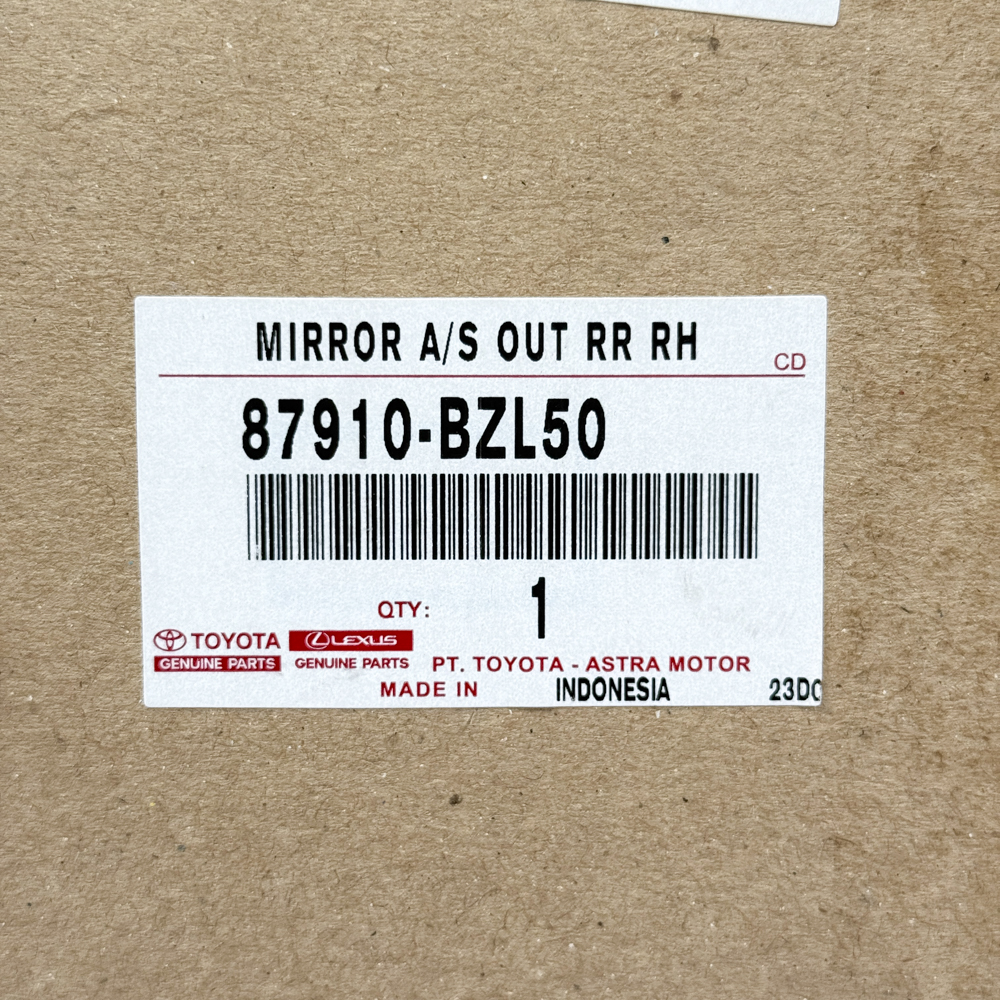 MIRROR A/S OUT RR RH
CD
87910-BZL50
QTY: 1
TOYOTA LEXUS
GENUINE PARTS GENUINE PARTS PT. TOYOTA - ASTRA MOTOR
MADE IN INDONESIA